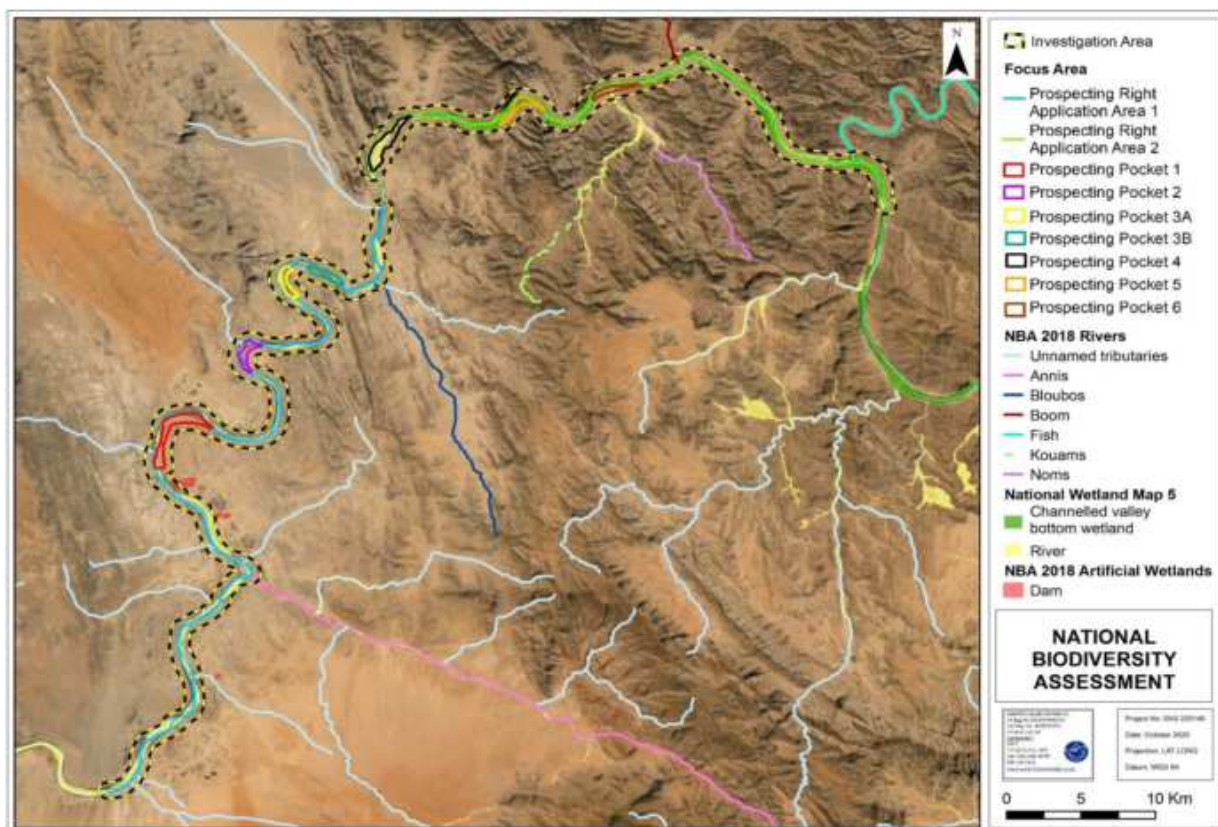 N
Investigation Area
Focus Area
Prospecting Right
Application Area 1
Prospecting Right
Application Area 2
Prospecting Pocket 1
Prospecting Pocket 2
Prospecting Pocket 3A
Prospecting Pocket 3B
Prospecting Pocket 4
Prospecting Pocket 5
Prospecting Pocket 6
NBA 2018 Rivers
Unnamed tributaries
Annis
Bloubos
Boom
Fish
Kouams
Noms
National Wetland Map 5
Channelled valley
bottom wetland
River
NBA 2018 Artificial Wetlands
Dam
NATIONAL
BIODIVERSITY
ASSESSMENT
Date: October
Projection: LAT LONG
0 5 10 Km